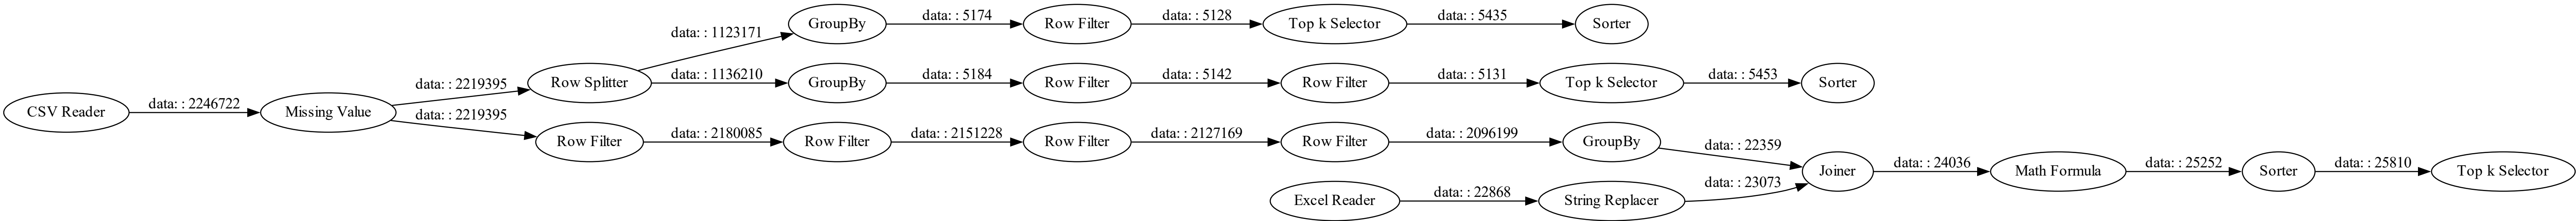 GroupBy
data: : 5174
Row Filter
data: : 5128
Top k Selector
data: : 5435
Sorter
data: : 1123171
CSV Reader
data: : 2246722
Missing Value
data: : 2219395
Row Splitter
data: : 1136210
GroupBy
data: : 5184
Row Filter
data: : 5142
Row Filter
data: : 5131
Top k Selector
data: : 5453
Sorter
data: : 2219395
Row Filter
data: : 2180085
Row Filter
data: : 2151228
Row Filter
data: : 2127169
Row Filter
data: : 2096199
GroupBy
data: : 22359
Joiner
data: : 24036
Math Formula
data: : 25252
Sorter
data: : 25810
Top k Selector
Excel Reader
data: : 22868
String Replacer
data: : 23073